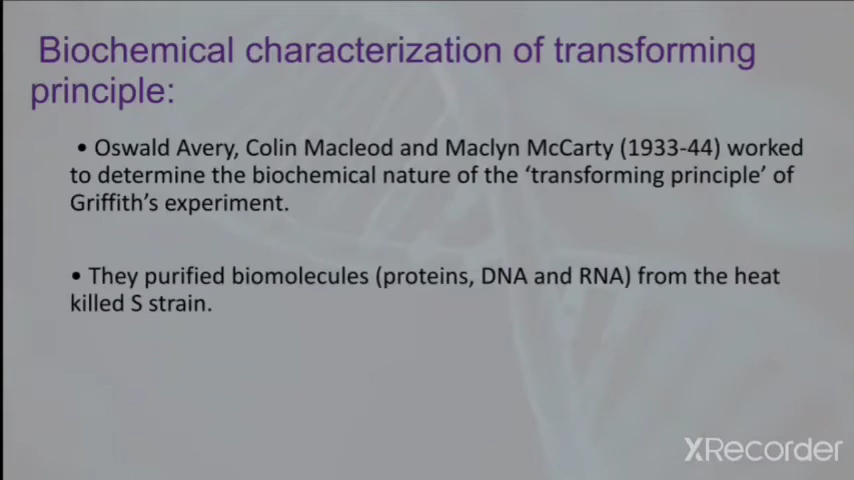 Biochemical characterization of transforming
principle:
• Oswald Avery, Colin Macleod and Maclyn McCarty (1933-44) worked
to determine the biochemical nature of the ‘transforming principle’ of
Griffith’s experiment.
• They purified biomolecules (proteins, DNA and RNA) from the heat
killed S strain.
XRecorder